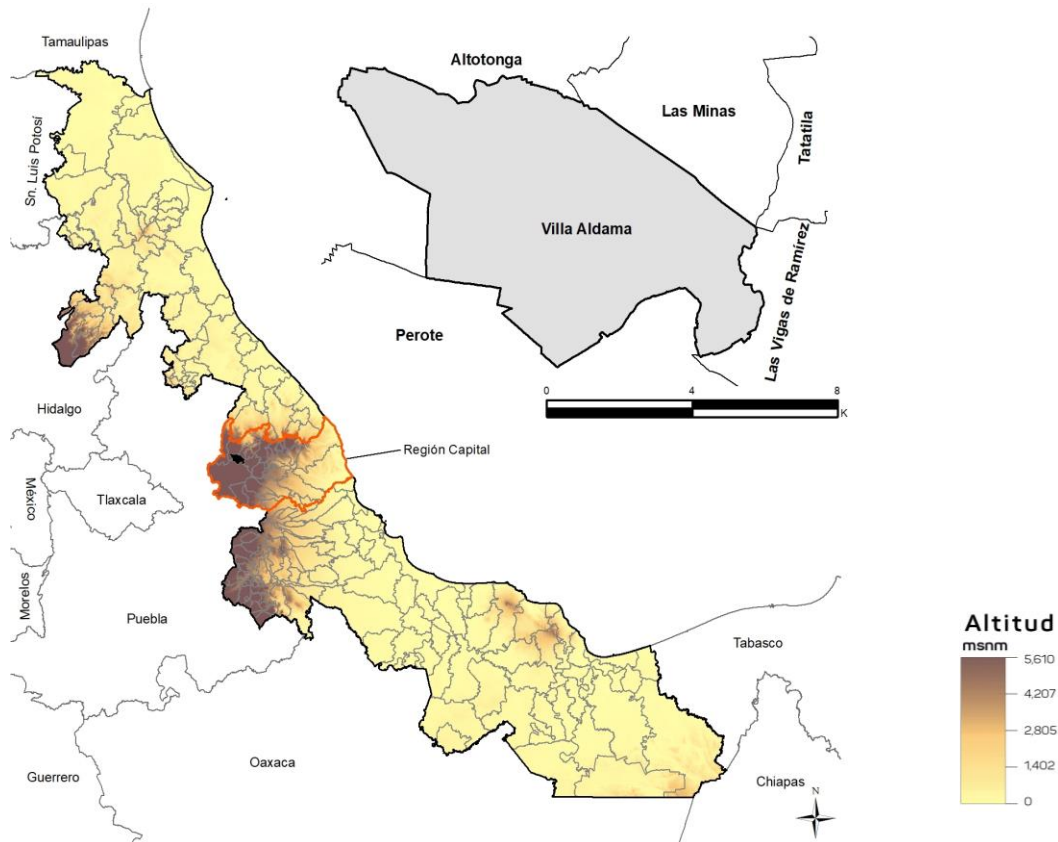 Tamaulipas
Sn. Luis Potosí
Hidalgo
México
Tlaxcala
Morelos
Puebla
Guerrero
Oaxaca
Región Capital
Tabasco
Chiapas
N
Altotonga
Las Minas
Tatatila
Villa Aldama
Las Vigas de Ramírez
Perote
0 4 8
K
Altitud
msnm
5,610
4,207
2,805
1402
0